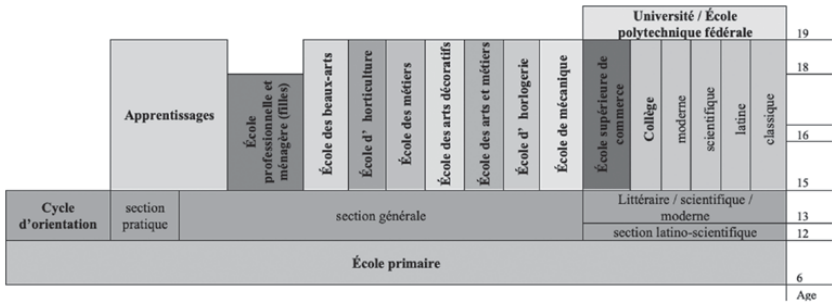 Université / École
polytechnique fédérale
19
18
16
15
13
12
6
Age
Apprentissages
École
professionnelle et
ménagère (filles)
École des beaux-arts
École d' horticulture
École des métiers
École des arts décoratifs
École des arts et métiers
École d' horlogerie
École de mécanique
École supérieure de
commerce
Collège
moderne
scientifique
latine
classique
Cycle
d'orientation
section
pratique
section générale
Littéraire / scientifique /
moderne
section latino-scientifique
École primaire